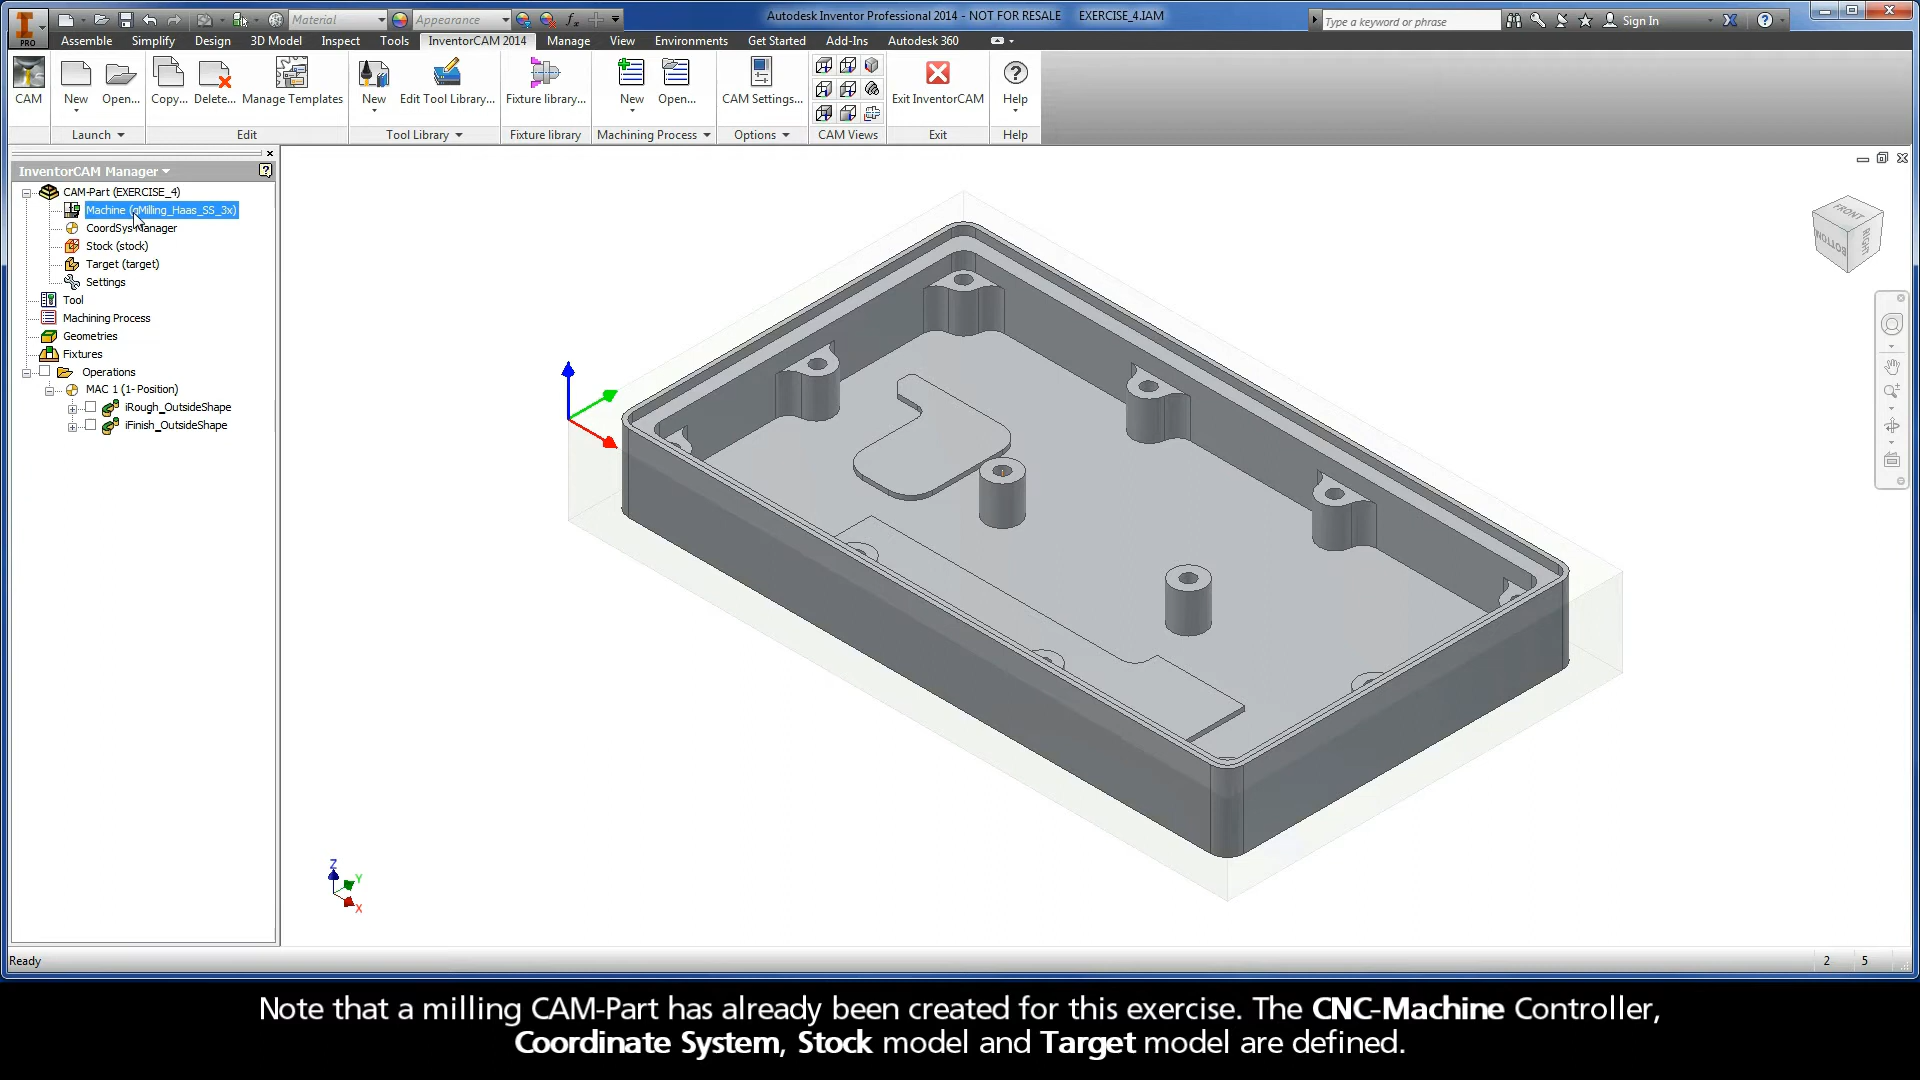 Material
Appearance
Autodesk Inventor Professional 2014 - NOT FOR RESALE EXERCISE_4.IAM
Type a keyword or phrase
Sign In
PRO
Assemble Simplify Design 3D Model Inspect Tools InventorCAM 2014 Manage View Environments Get Started Add-Ins Autodesk 360
CAM New Open... Copy... Delete... Manage Templates New Edit Tool Library... Fixture library... New Open... CAM Settings... Exit InventorCAM Help
Launch Edit Tool Library Fixture library Machining Process Options CAM Views Exit Help
InventorCAM Manager
CAM-Part (EXERCISE_4)
Machine (gMilling_Haas_SS_3x)
CoordSys Manager
Stock (stock)
Target (target)
Settings
Tool
Machining Process
Geometries
Fixtures
Operations
MAC 1 (1- Position)
iRough_OutsideShape
iFinish_OutsideShape
FRONT
BOTTOM
RIGHT
Z
Y
X
Ready
2 5
Note that a milling CAM-Part has already been created for this exercise. The CNC-Machine Controller,
Coordinate System, Stock model and Target model are defined.